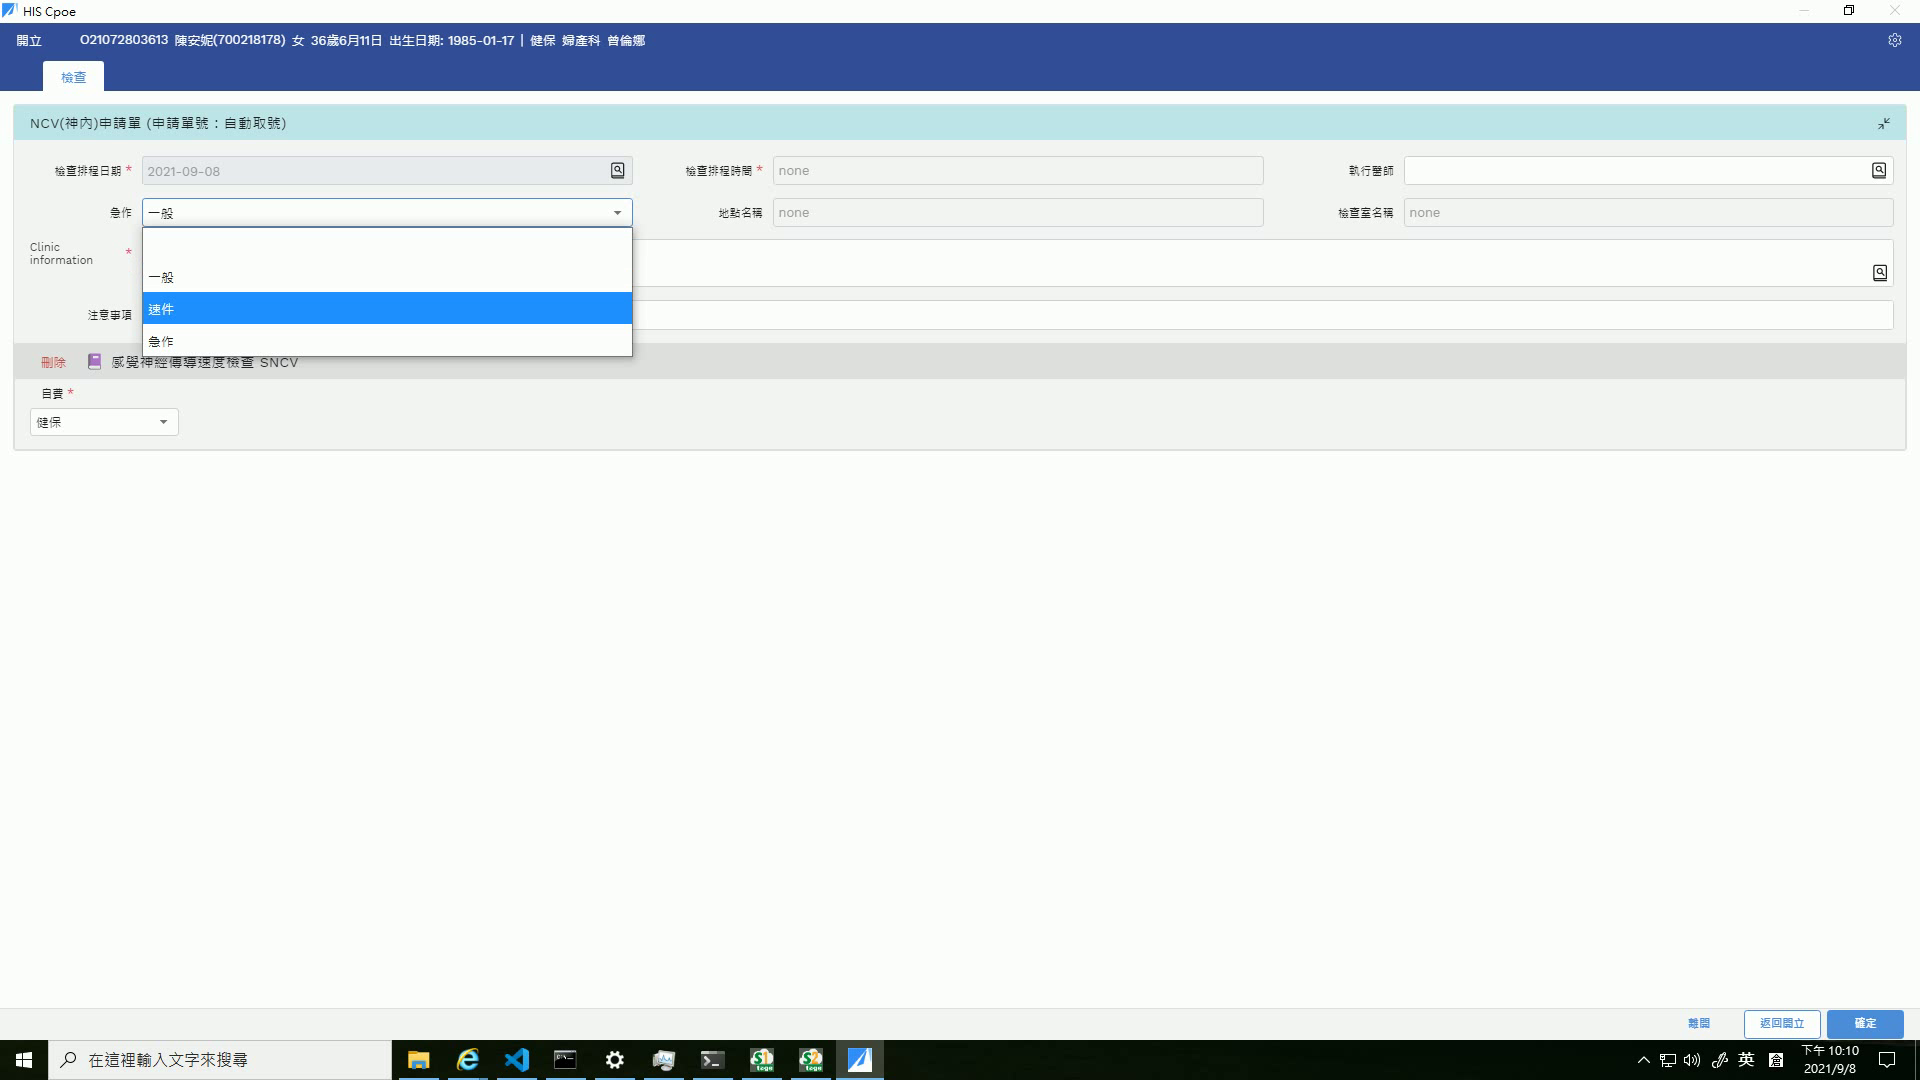 HIS Cpoe
開立 O21072803613 陳安妮(700218178) 女 36歲6月11日 出生日期: 1985-01-17 | 健保 婦產科 曾倫娜
檢查
NCV(神內)申請單 (申請單號：自動取號)
檢查排程日期 * 2021-09-08 檢查排程時間 * none 執行醫師
急作 一般 地點名稱 none 檢查室名稱 none
Clinic information *
一般
速件
注意事項
急作
刪除 感覺神經傳導速度檢查 SNCV
自費 *
健保
離開 返回開立 確定
在這裡輸入文字來搜尋 英 下午 10:10
2021/9/8